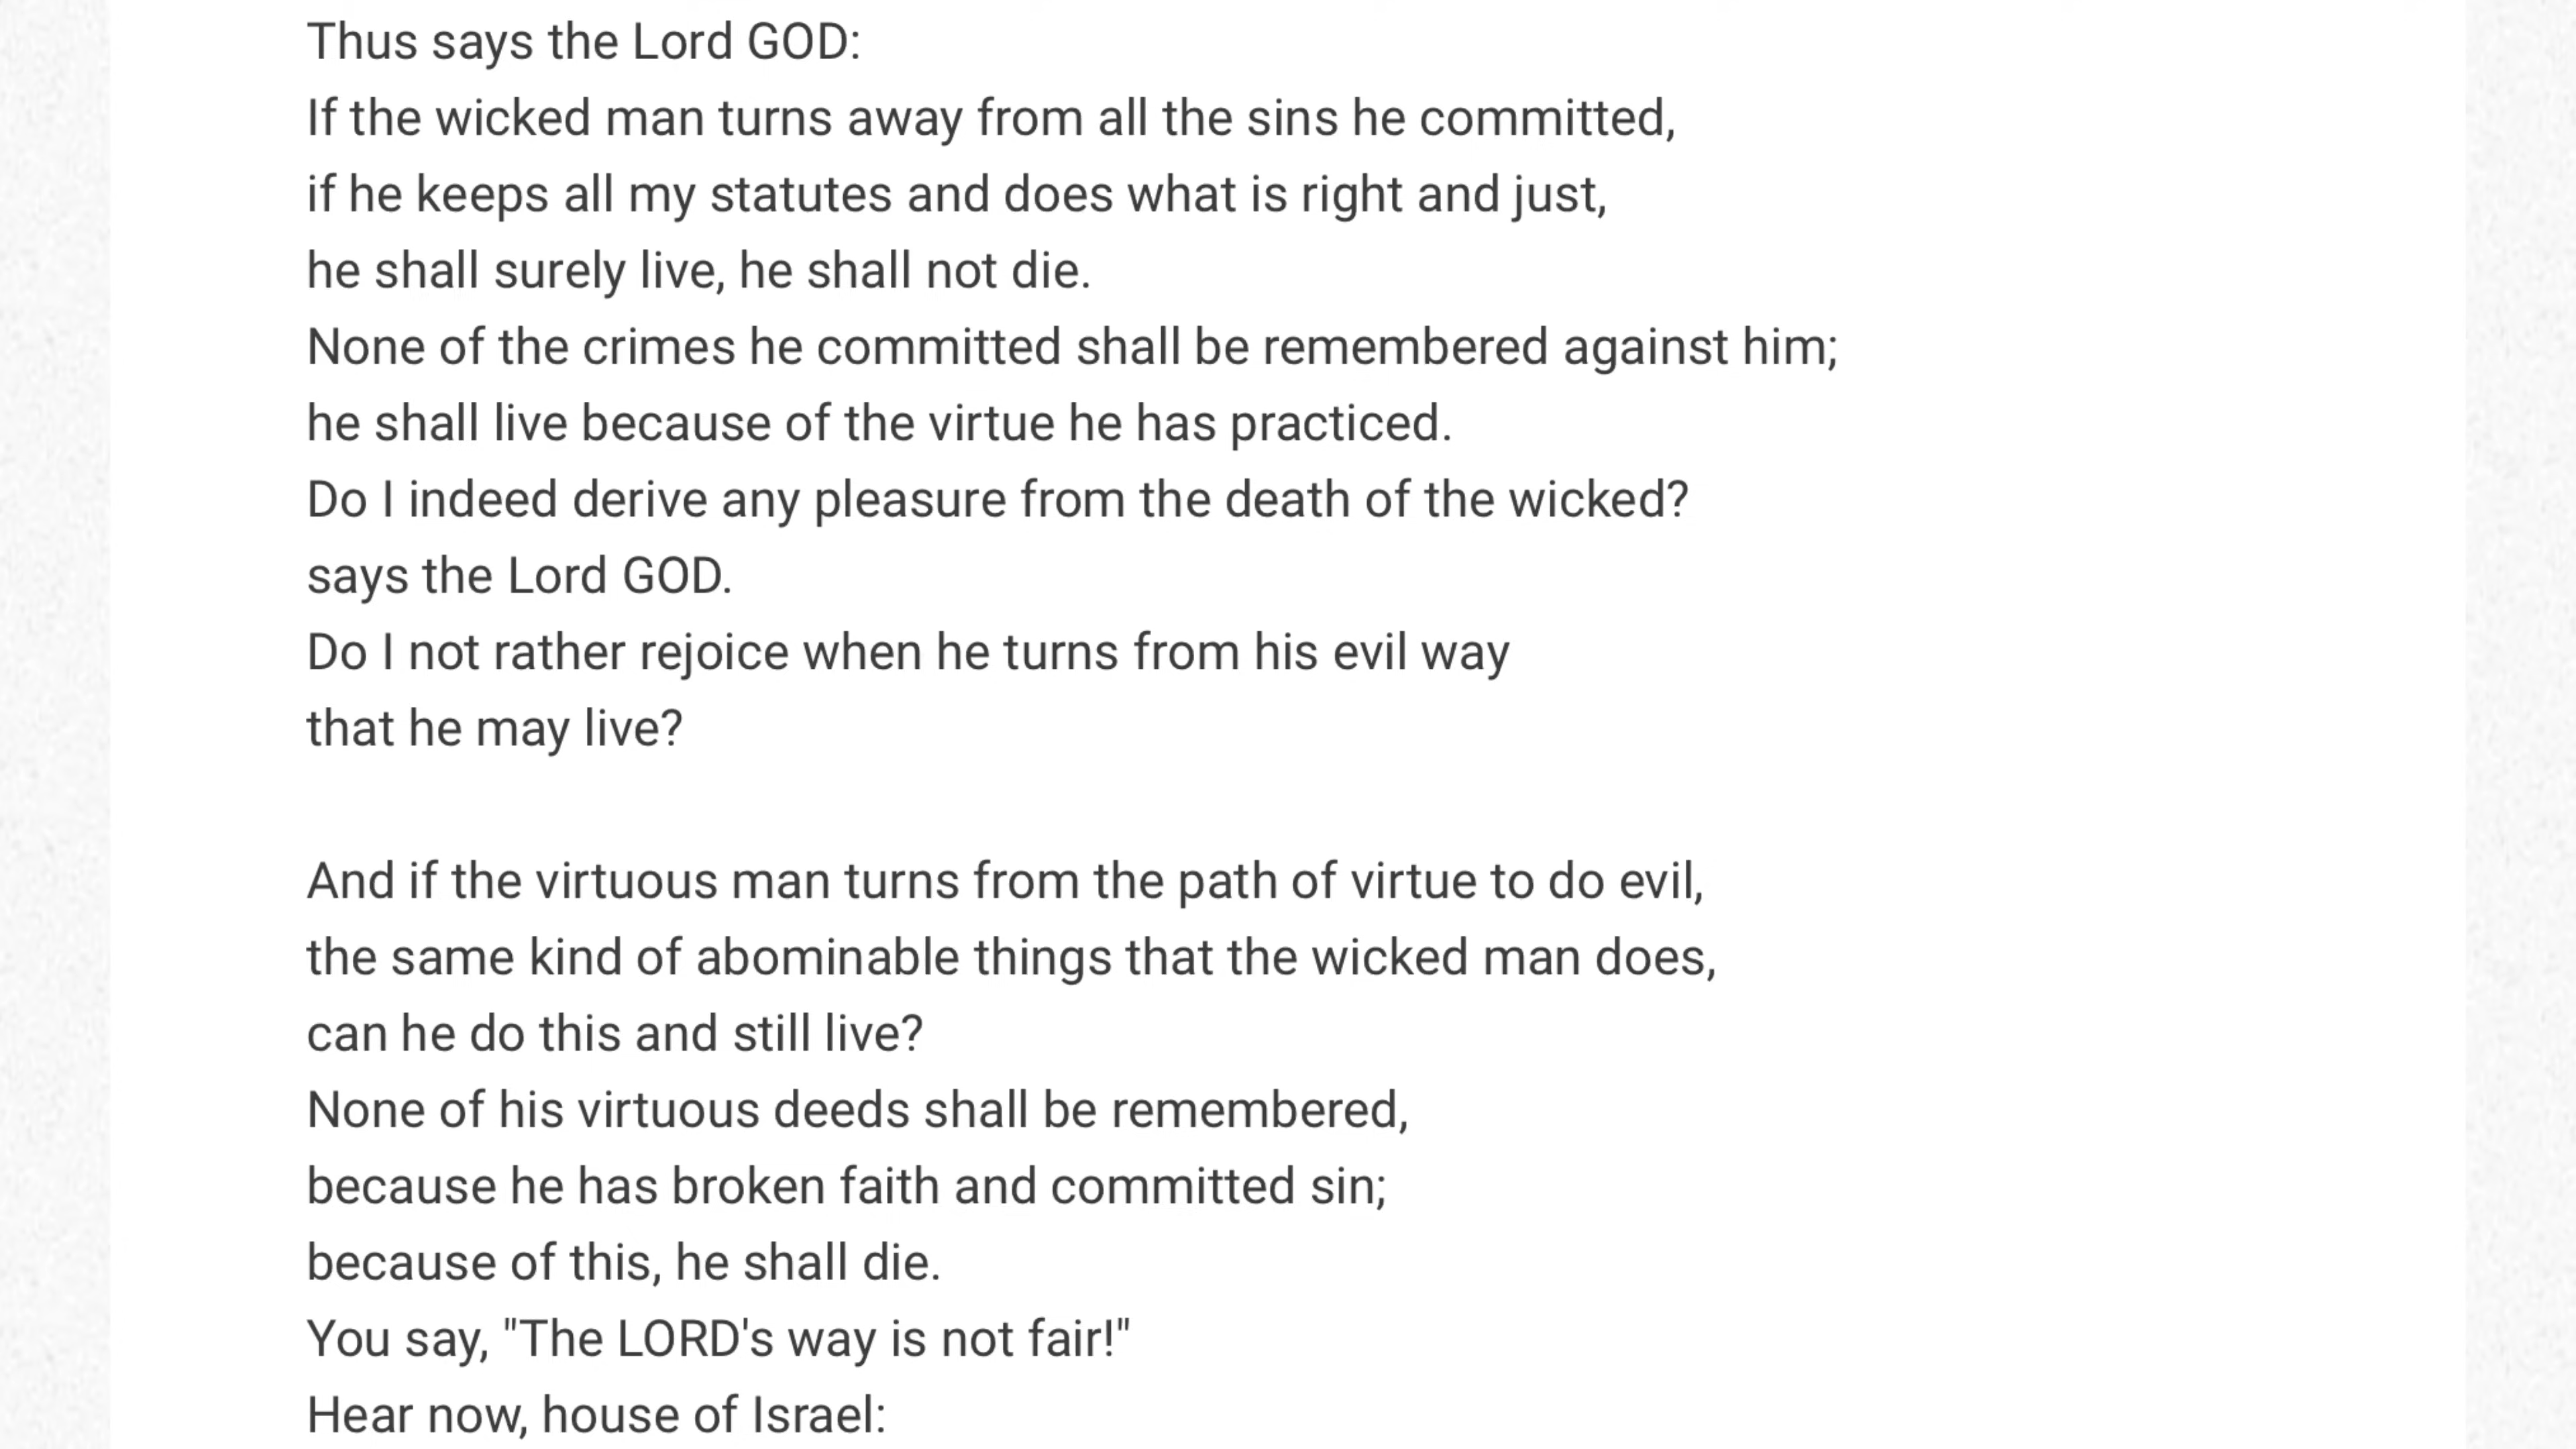 Thus says the Lord GOD:
If the wicked man turns away from all the sins he committed,
if he keeps all my statutes and does what is right and just,
he shall surely live, he shall not die.
None of the crimes he committed shall be remembered against him;
he shall live because of the virtue he has practiced.
Do I indeed derive any pleasure from the death of the wicked?
says the Lord GOD.
Do I not rather rejoice when he turns from his evil way
that he may live?
And if the virtuous man turns from the path of virtue to do evil,
the same kind of abominable things that the wicked man does,
can he do this and still live?
None of his virtuous deeds shall be remembered,
because he has broken faith and committed sin;
because of this, he shall die.
You say, "The LORD's way is not fair!"
Hear now, house of Israel: